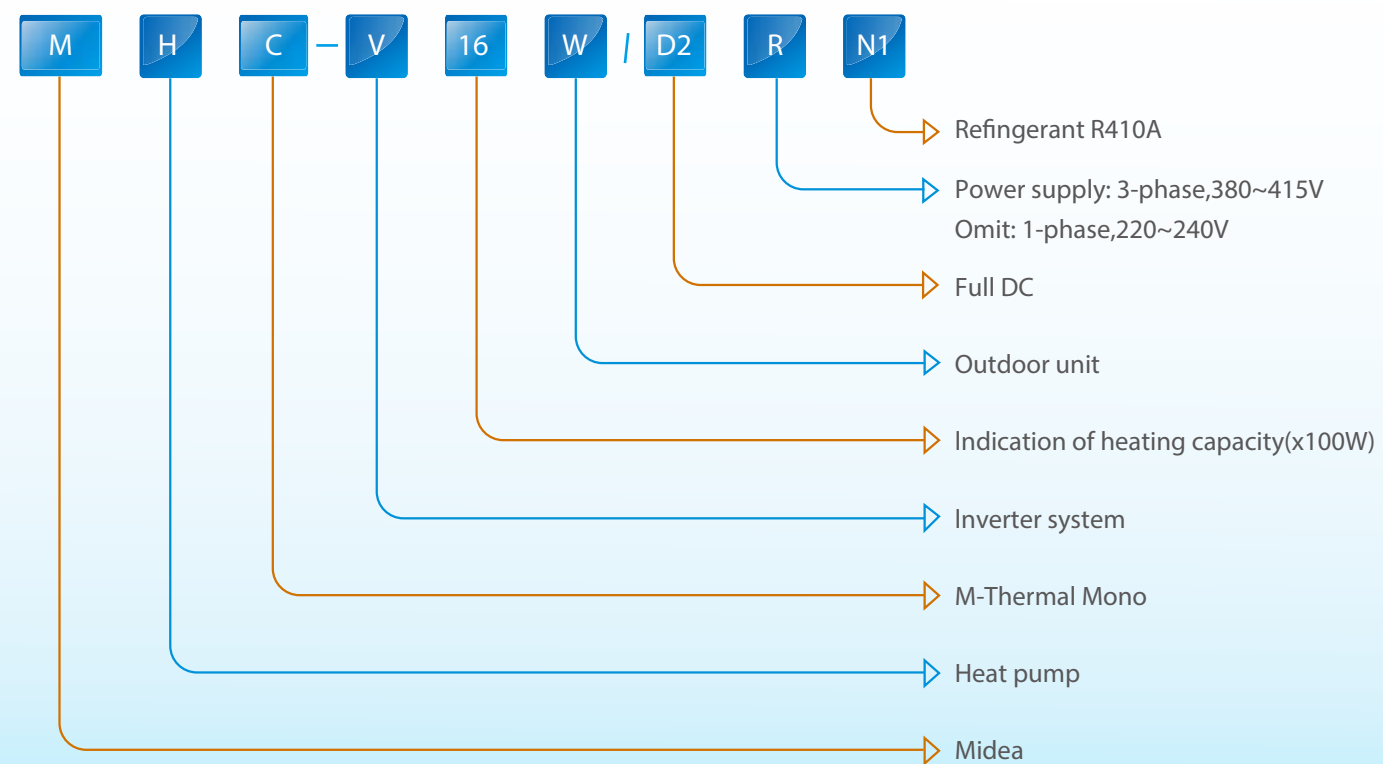 M H C – V 16 W / D2 R N1
Refingerant R410A
Power supply: 3-phase,380~415V
Omit: 1-phase,220~240V
Full DC
Outdoor unit
Indication of heating capacity(x100W)
Inverter system
M-Thermal Mono
Heat pump
Midea